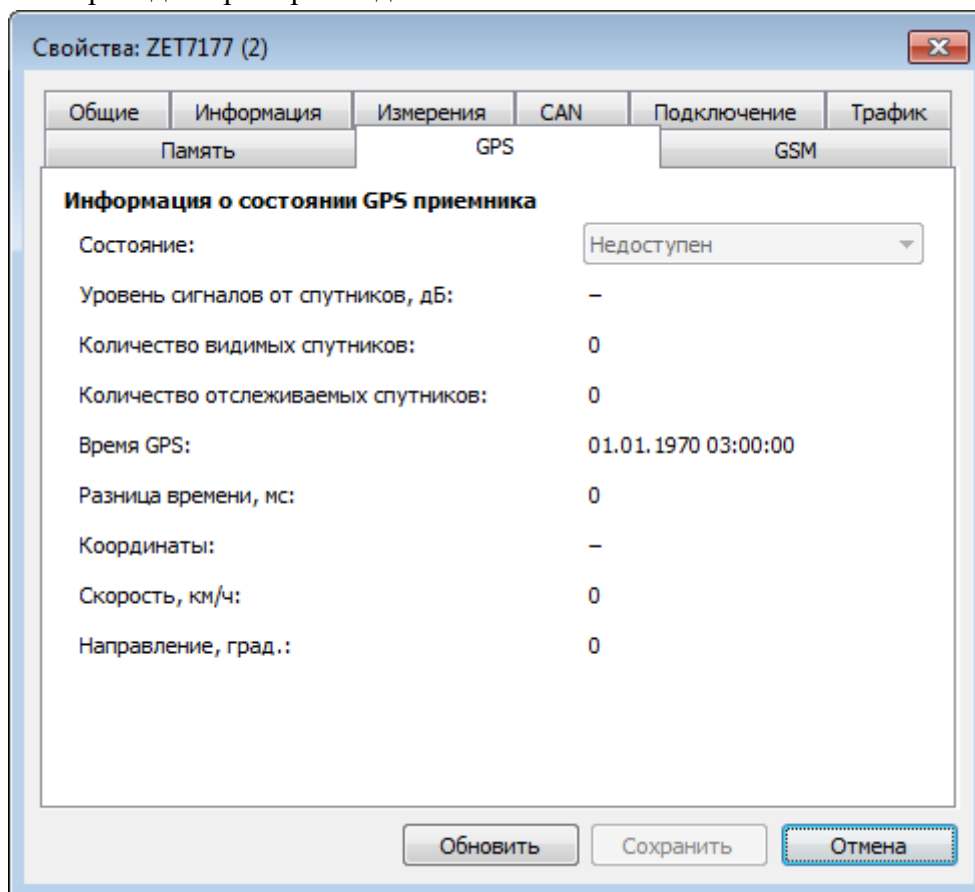 Свойства: ZET7177 (2)
Общие Информация Измерения CAN Подключение Трафик
Память GPS GSM
Информация о состоянии GPS приемника
Состояние: Недоступен
Уровень сигналов от спутников, дБ: –
Количество видимых спутников: 0
Количество отслеживаемых спутников: 0
Время GPS: 01.01.1970 03:00:00
Разница времени, мс: 0
Координаты: –
Скорость, км/ч: 0
Направление, град.: 0
Обновить Сохранить Отмена